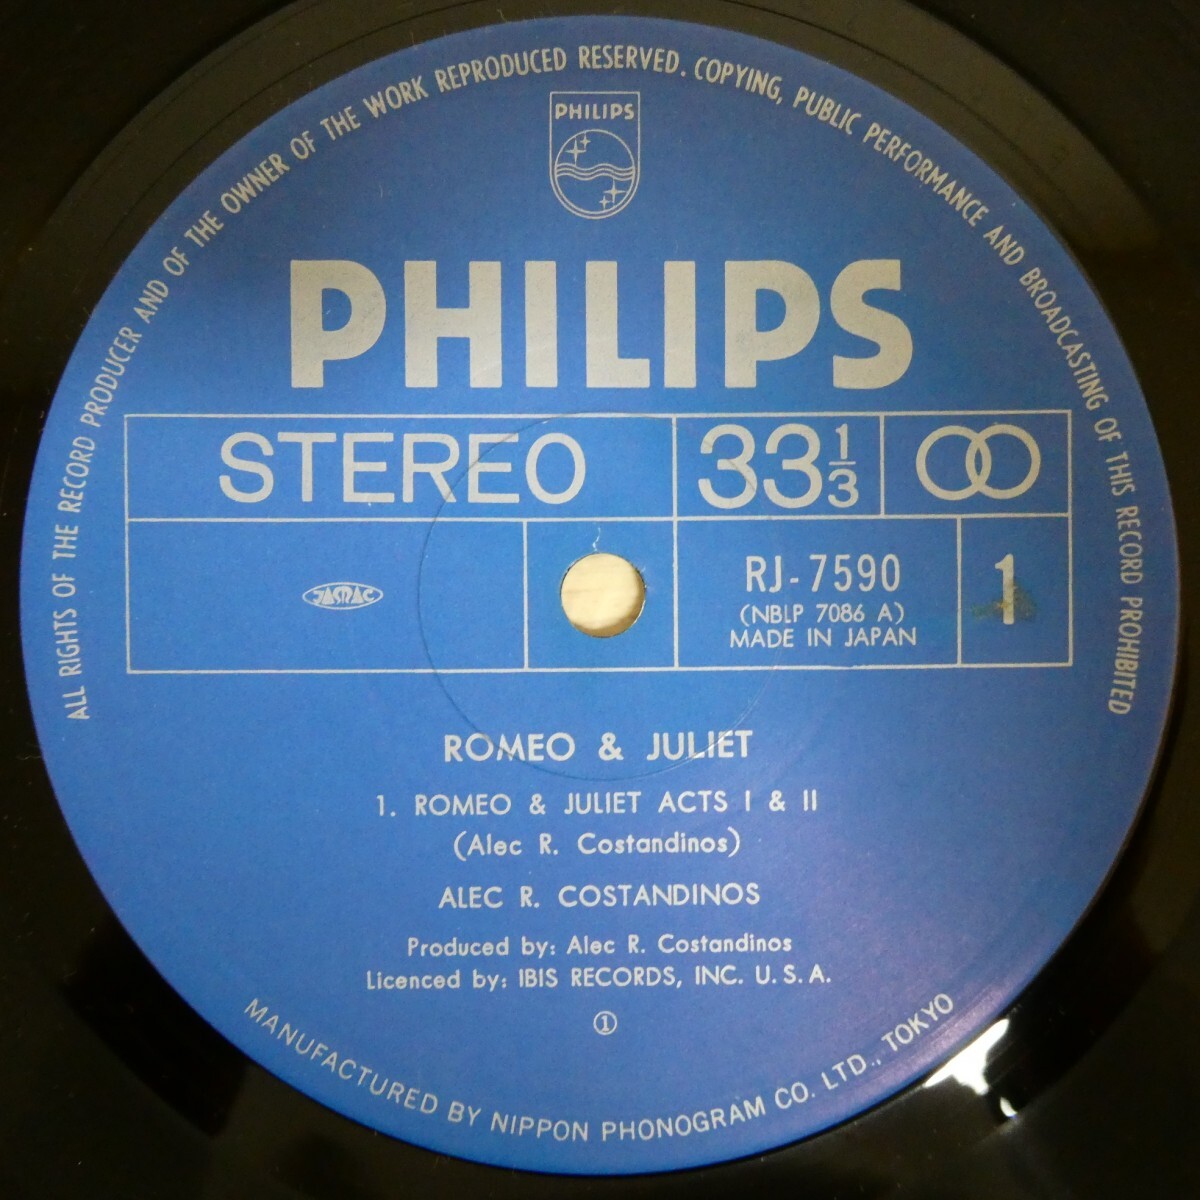 ALL RIGHTS OF THE RECORD PRODUCER AND OF THE OWNER OF THE WORK REPRODUCED RESERVED. COPYING, PUBLIC PERFORMANCE AND BROADCASTING OF THIS RECORD PROHIBITED
PHILIPS
PHILIPS
STEREO 33 1/3
JASRAC
RJ-7590
(NBLP 7086 A)
MADE IN JAPAN
1
ROMEO & JULIET
1. ROMEO & JULIET ACTS I & II
(Alec R. Costandinos)
ALEC R. COSTANDINOS
Produced by: Alec R. Costandinos
Licenced by: IBIS RECORDS, INC. U.S.A.
①
MANUFACTURED BY NIPPON PHONOGRAM CO. LTD., TOKYO